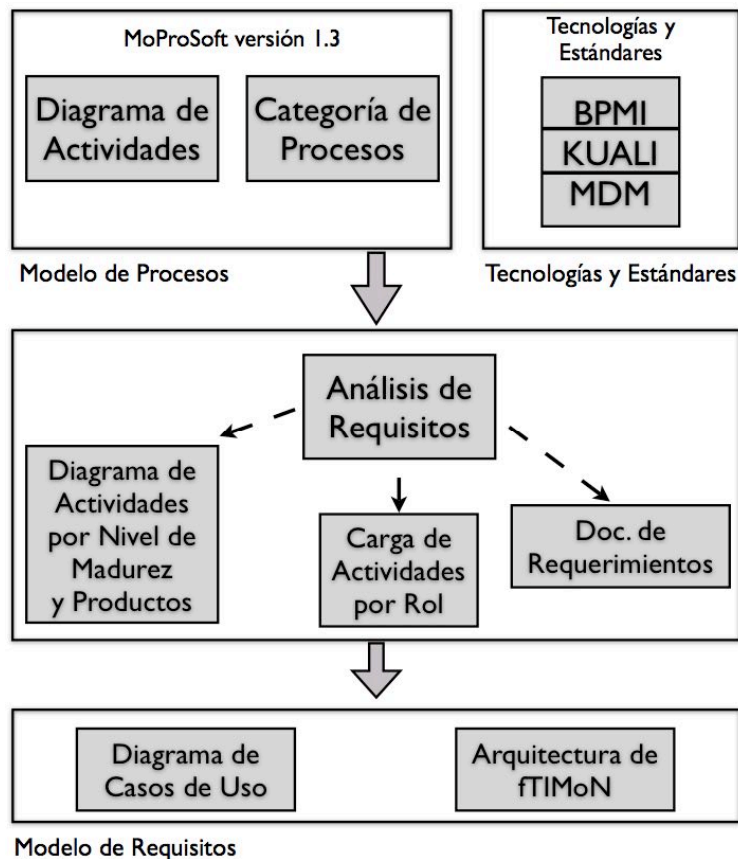 MoProSoft versión 1.3
Diagrama de
Actividades
Categoría de
Procesos
Modelo de Procesos
Tecnologías y
Estándares
BPMI
KUALI
MDM
Tecnologías y Estándares
Análisis de
Requisitos
Diagrama de
Actividades
por Nivel de
Madurez
y Productos
Carga de
Actividades
por Rol
Doc. de
Requerimientos
Diagrama de
Casos de Uso
Arquitectura de
fTIMoN
Modelo de Requisitos